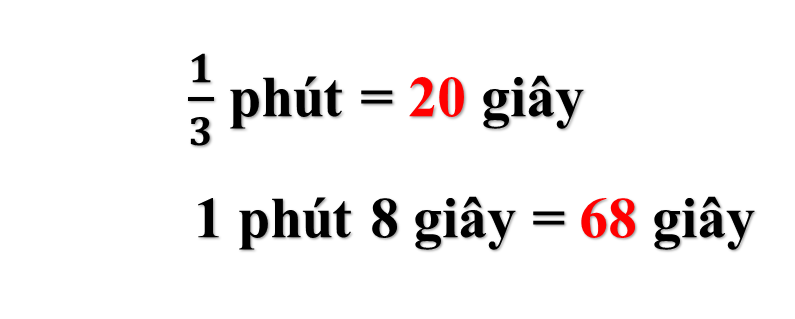 1/3 phút = 20 giây
1 phút 8 giây = 68 giây